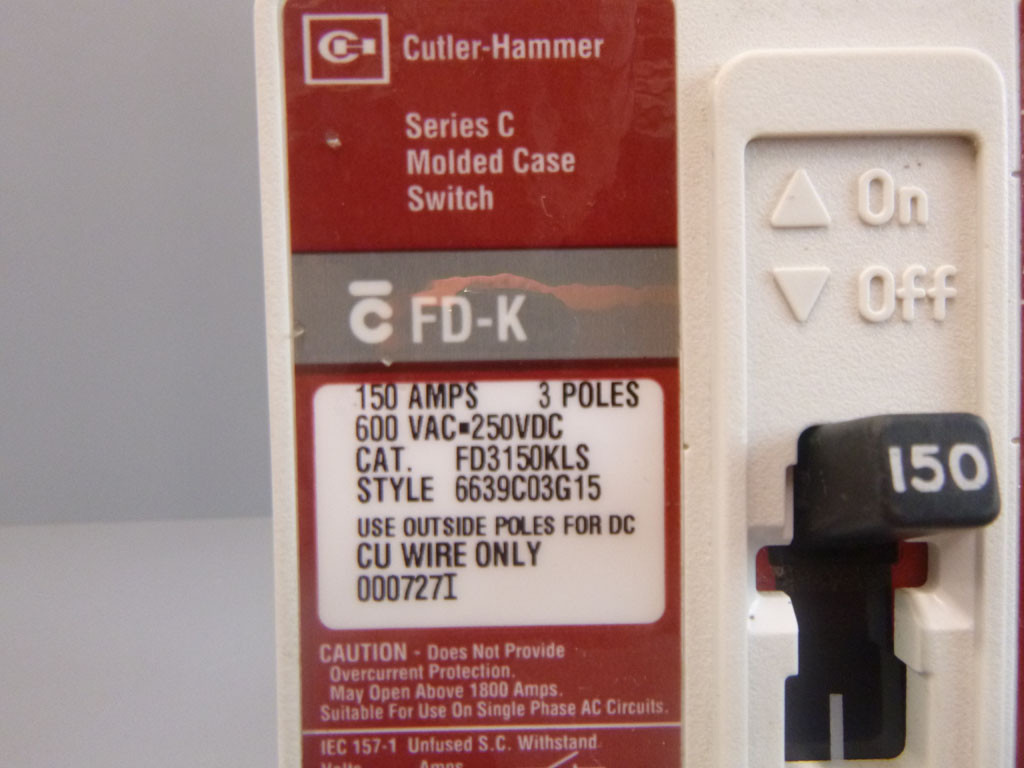 Cutler-Hammer
Series C
Molded Case
Switch
C̄ FD-K
150 AMPS 3 POLES
600 VAC▪250VDC
CAT. FD3150KLS
STYLE 6639C03G15
USE OUTSIDE POLES FOR DC
CU WIRE ONLY
000727I
CAUTION - Does Not Provide
Overcurrent Protection.
May Open Above 1800 Amps.
Suitable For Use On Single Phase AC Circuits.
IEC 157-1 Unfused S.C. Withstand
Volts Amps
On
Off
150